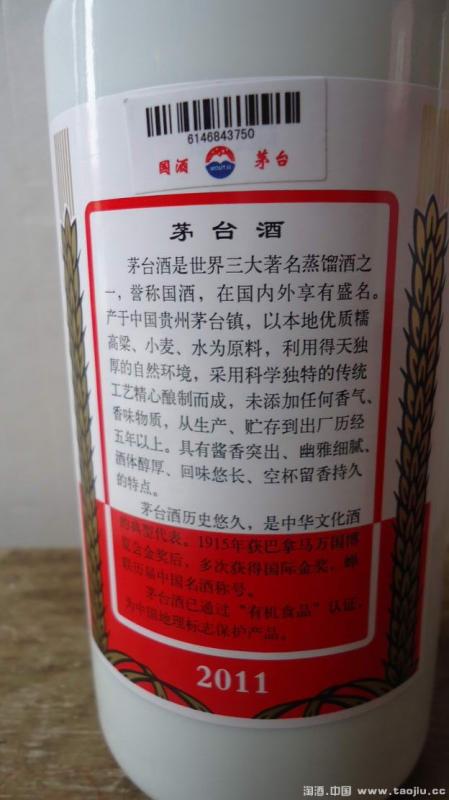 6146843750
国酒 茅台
茅台酒
茅台酒是世界三大著名蒸馏酒之
一，誉称国酒，在国内外享有盛名。
产于中国贵州茅台镇，以本地优质糯
高粱、小麦、水为原料，利用得天独
厚的自然环境，采用科学独特的传统
工艺精心酿制而成，未添加任何香气、
香味物质，从生产、贮存到出厂历经
五年以上。具有酱香突出、幽雅细腻、
酒体醇厚、回味悠长、空杯留香持久
的特点。
茅台酒历史悠久，是中华文化酒
的典型代表。1915年获巴拿马万国博
览会金奖后，多次获得国际金奖，蝉
联历届中国名酒称号。
茅台酒已通过“有机食品”认证，
为中国地理标志保护产品。
2011
淘酒.中国 www.taojiu.cc